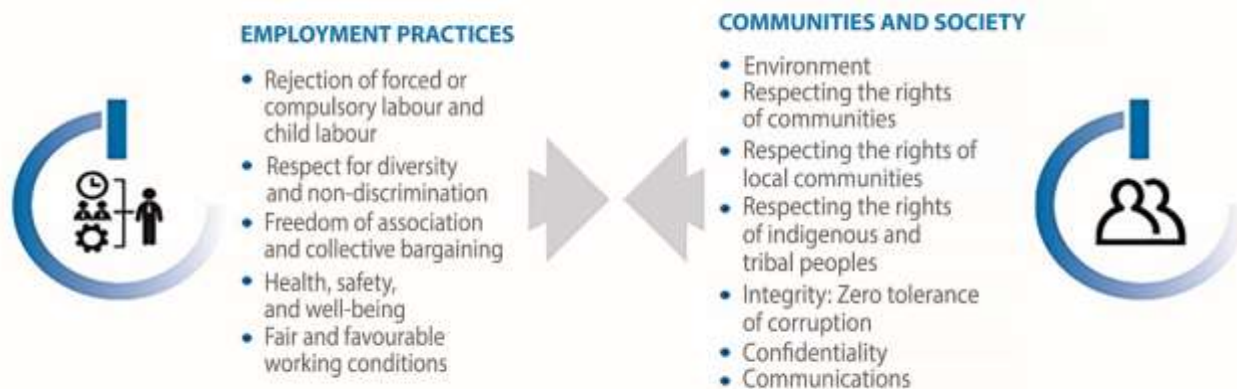 EMPLOYMENT PRACTICES
• Rejection of forced or
compulsory labour and
child labour
• Respect for diversity
and non-discrimination
• Freedom of association
and collective bargaining
• Health, safety,
and well-being
• Fair and favourable
working conditions
COMMUNITIES AND SOCIETY
• Environment
• Respecting the rights
of communities
• Respecting the rights of
local communities
• Respecting the rights
of indigenous and
tribal peoples
• Integrity: Zero tolerance
of corruption
• Confidentiality
• Communications